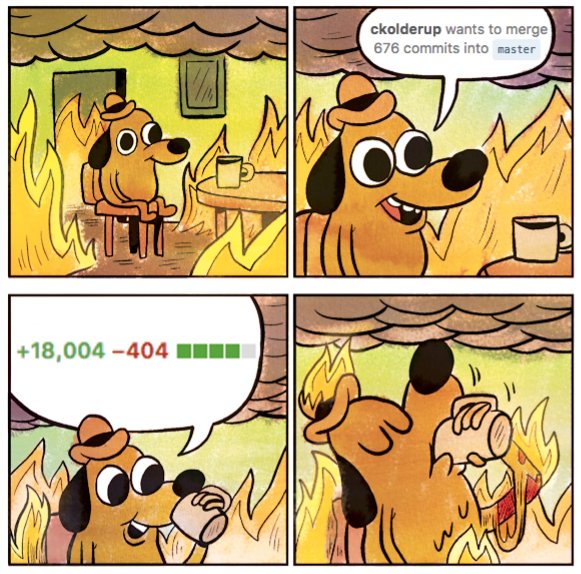 ckolderup wants to merge
676 commits into master
+18,004 −404